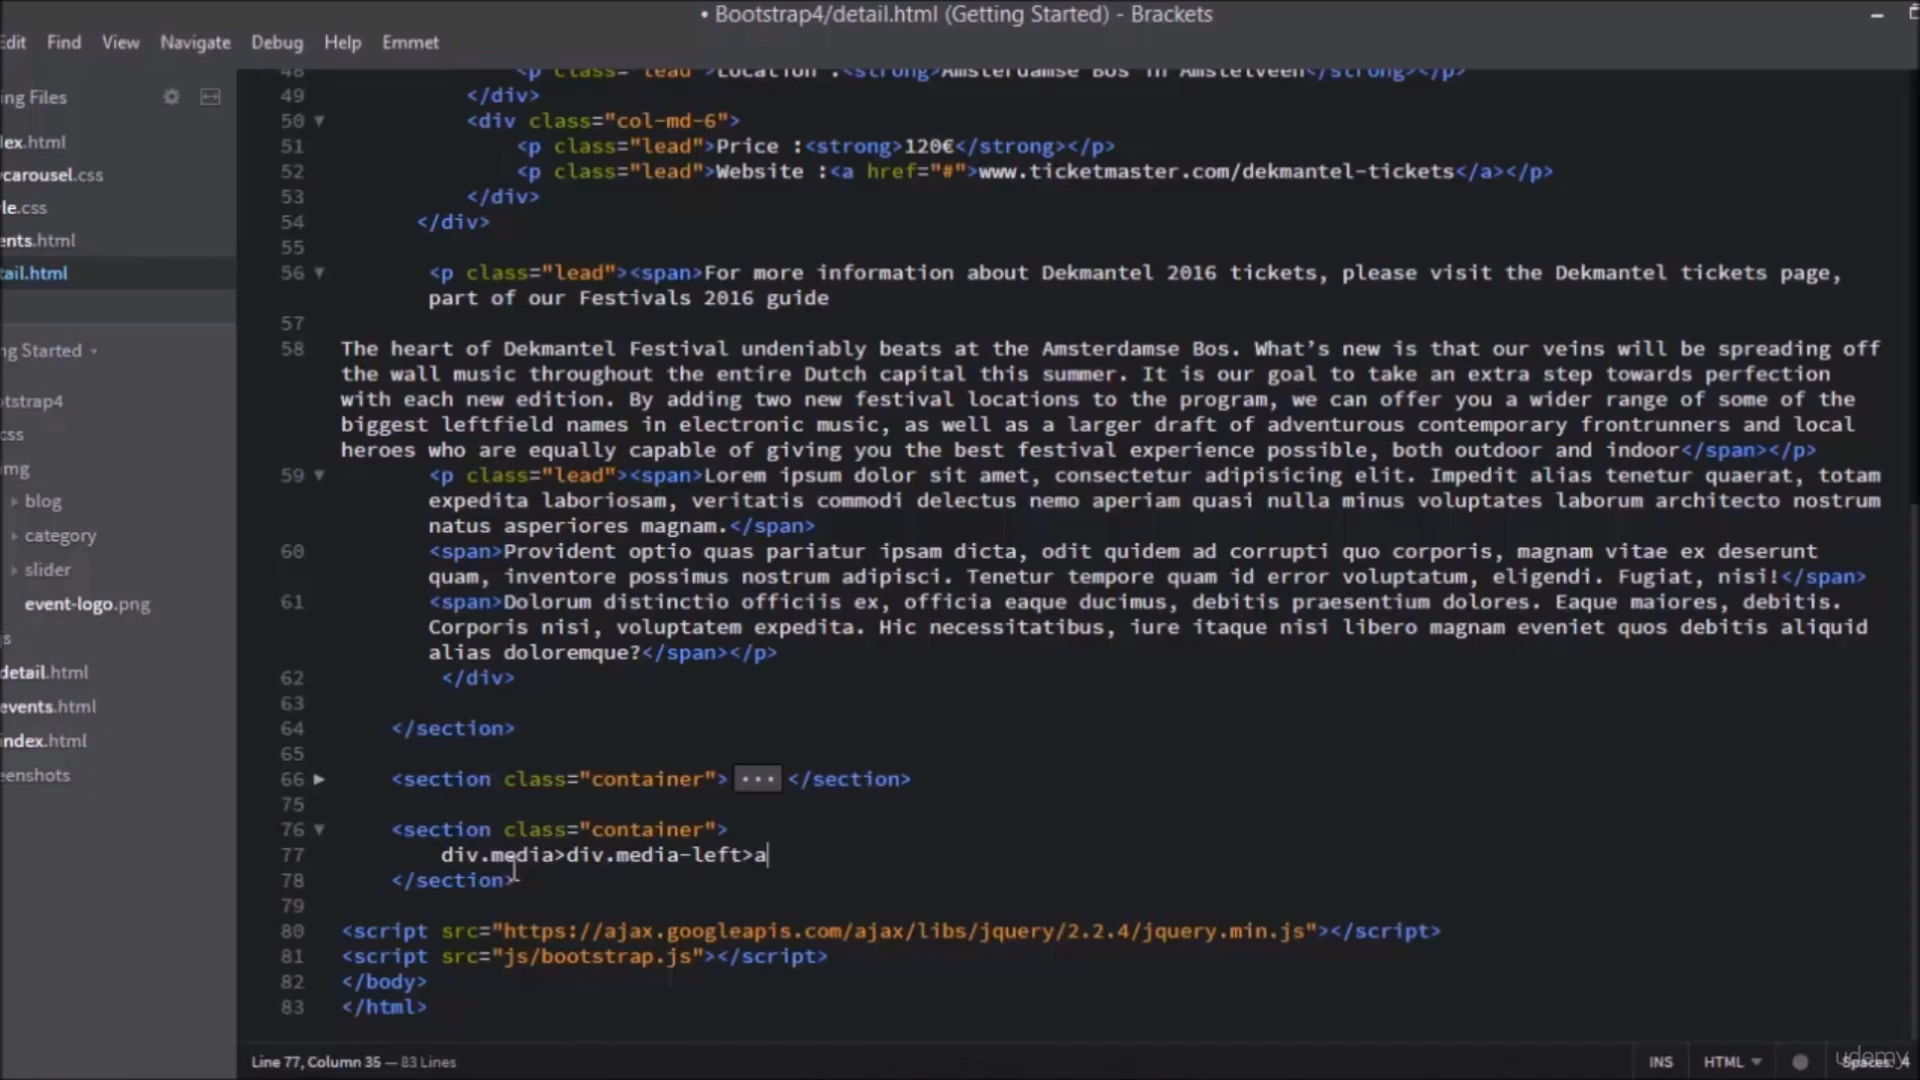 • Bootstrap4/detail.html (Getting Started) - Brackets
Edit Find View Navigate Debug Help Emmet
ing Files
ex.html
carousel.css
le.css
ents.html
tail.html
ng Started
otstrap4
css
img
blog
category
slider
event-logo.png
s
detail.html
events.html
index.html
eenshots
48 <p class="lead">Location :<strong>Amsterdamse Bos in Amstelveen</strong></p>
49 </div>
50 <div class="col-md-6">
51 <p class="lead">Price :<strong>120€</strong></p>
52 <p class="lead">Website :<a href="#">www.ticketmaster.com/dekmantel-tickets</a></p>
53 </div>
54 </div>
55
56 <p class="lead"><span>For more information about Dekmantel 2016 tickets, please visit the Dekmantel tickets page,
part of our Festivals 2016 guide
57
58 The heart of Dekmantel Festival undeniably beats at the Amsterdamse Bos. What’s new is that our veins will be spreading off
the wall music throughout the entire Dutch capital this summer. It is our goal to take an extra step towards perfection
with each new edition. By adding two new festival locations to the program, we can offer you a wider range of some of the
biggest leftfield names in electronic music, as well as a larger draft of adventurous contemporary frontrunners and local
heroes who are equally capable of giving you the best festival experience possible, both outdoor and indoor</span></p>
59 <p class="lead"><span>Lorem ipsum dolor sit amet, consectetur adipisicing elit. Impedit alias tenetur quaerat, totam
expedita laboriosam, veritatis commodi delectus nemo aperiam quasi nulla minus voluptates laborum architecto nostrum
natus asperiores magnam.</span>
60 <span>Provident optio quas pariatur ipsam dicta, odit quidem ad corrupti quo corporis, magnam vitae ex deserunt
quam, inventore possimus nostrum adipisci. Tenetur tempore quam id error voluptatum, eligendi. Fugiat, nisi!</span>
61 <span>Dolorum distinctio officiis ex, officia eaque ducimus, debitis praesentium dolores. Eaque maiores, debitis.
Corporis nisi, voluptatem expedita. Hic necessitatibus, iure itaque nisi libero magnam eveniet quos debitis aliquid
alias doloremque?</span></p>
62 </div>
63
64 </section>
65
66 <section class="container"> ••• </section>
75
76 <section class="container">
77 div.media>div.media-left>a
78 </section>
79
80 <script src="https://ajax.googleapis.com/ajax/libs/jquery/2.2.4/jquery.min.js"></script>
81 <script src="js/bootstrap.js"></script>
82 </body>
83 </html>
Line 77, Column 35 — 83 Lines
INS HTML Spaces: 4
udemy